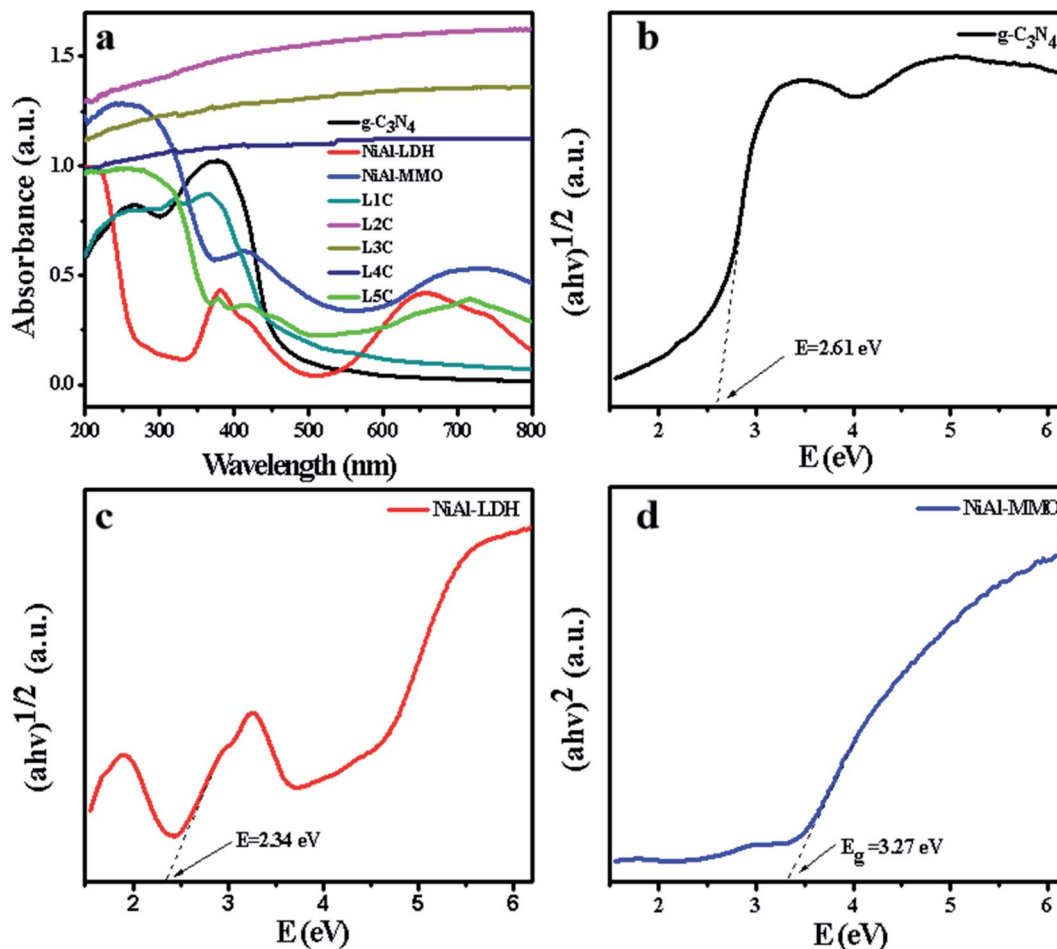 a
Absorbance (a.u.)
1.5
1.0
0.5
0.0
g-C₃N₄
NiAl-LDH
NiAl-MMO
L1C
L2C
L3C
L4C
L5C
200 300 400 500 600 700 800
Wavelength (nm)
b
g-C₃N₄
(ahv)^1/2 (a.u.)
E=2.61 eV
2 3 4 5 6
E (eV)
c
NiAl-LDH
(ahv)^1/2 (a.u.)
E=2.34 eV
2 3 4 5 6
E (eV)
d
NiAl-MMO
(ahv)^2 (a.u.)
E_g =3.27 eV
2 3 4 5 6
E (eV)